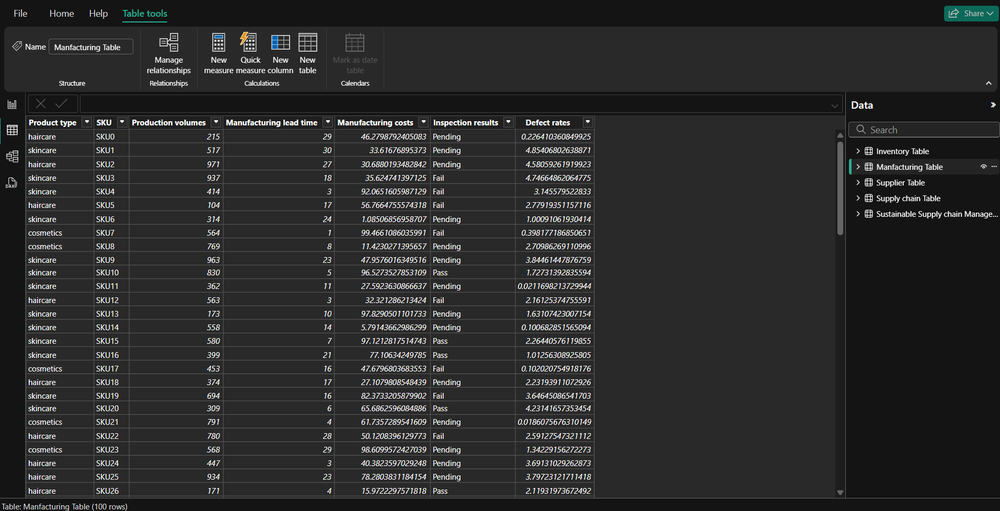 File Home Help Table tools Share
Name Manfacturing Table
Manage relationships
New measure
Quick measure
New column
New table
Mark as date table
Structure Relationships Calculations Calendars
Data
Search
Product type SKU Production volumes Manufacturing lead time Manufacturing costs Inspection results Defect rates
haircare SKU0 215 29 46.2798792405083 Pending 0.226410360849925
skincare SKU1 517 30 33.61676895373 Pending 4.85406802638871
haircare SKU2 971 27 30.6880193482842 Pending 4.58059261919923
skincare SKU3 937 18 35.624741397125 Fail 4.74664862064775
skincare SKU4 414 3 92.0651605987129 Fail 3.145579522833
haircare SKU5 104 17 56.7664755574318 Fail 2.77919351157116
skincare SKU6 314 24 1.08506856958707 Pending 1.00091061930414
cosmetics SKU7 564 1 99.4661086035991 Fail 0.398177186850651
cosmetics SKU8 769 8 11.4230271395657 Pending 2.70986269110996
skincare SKU9 963 23 47.9576016349516 Pending 3.84461447876759
skincare SKU10 830 5 96.5273527853109 Pass 1.72731392835594
skincare SKU11 362 11 27.5923630866637 Pending 0.0211698213729944
haircare SKU12 563 3 32.321286213424 Fail 2.16125374755591
skincare SKU13 173 10 97.8290501101733 Pending 1.63107423007154
skincare SKU14 558 14 5.79143662986299 Pending 0.100682851565094
skincare SKU15 580 7 97.1212817514743 Pass 2.26440576119855
skincare SKU16 399 21 77.10634249785 Pass 1.01256308925805
cosmetics SKU17 453 16 47.6796803683553 Fail 0.102020754918176
haircare SKU18 374 17 27.1079808548439 Pending 2.23193911072926
skincare SKU19 694 16 82.3733205879902 Fail 3.64645086541703
skincare SKU20 309 6 65.6862596084886 Pass 4.23141657353454
cosmetics SKU21 791 4 61.7357289541609 Pending 0.0186075676310149
haircare SKU22 780 28 50.1208396129773 Fail 2.59127547321112
cosmetics SKU23 568 29 98.6099572427039 Pending 1.34229156272273
haircare SKU24 447 3 40.3823597029248 Pending 3.69131029262873
haircare SKU25 934 23 78.2803831184154 Pending 3.79723121711418
haircare SKU26 171 4 15.9722297571818 Pass 2.11931973672492
Inventory Table
Manfacturing Table
Supplier Table
Supply chain Table
Sustainable Supply chain Manage...
DAX
Table: Manfacturing Table (100 rows)